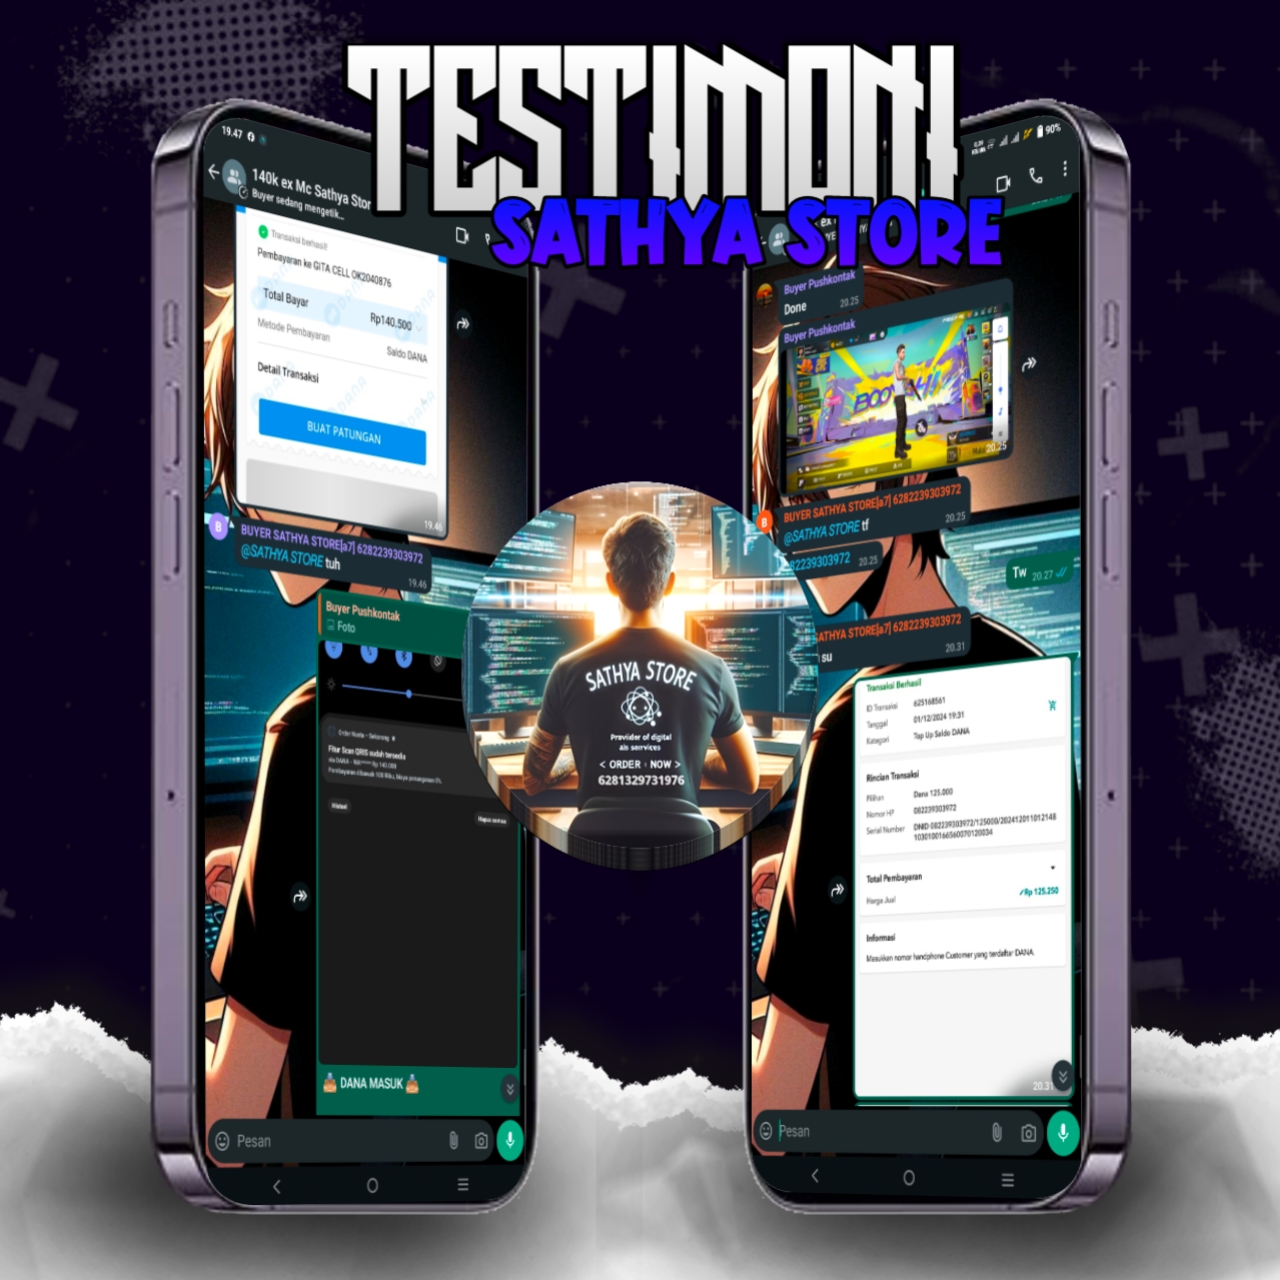 TESTIMONI
SATHYA STORE
19.47
140k ex Mc Sathya Stor
Buyer sedang mengetik...
Transaksi berhasil!
Pembayaran ke GITA CELL OK2040876
Total Bayar
Rp140.500
Metode Pembayaran
Saldo DANA
Detail Transaksi
BUAT PATUNGAN
19.46
B
BUYER SATHYA STORE[a7] 6282239303972
@SATHYA STORE tuh
19.46
Buyer Pushkontak
Foto
Fitur Scan QRIS sudah tersedia
DANA MASUK
Pesan
SATHYA STORE
Provider of digital
< ORDER NOW >
6281329731976
90%
Buyer Pushkontak
Done 20.25
Buyer Pushkontak
20.25
B
BUYER SATHYA STORE[a7] 6282239303972
@SATHYA STORE tf
20.25
82239303972 20.25
Tw 20.27
SATHYA STORE[a7] 6282239303972
su
20.31
Transaksi Berhasil
ID Transaksi 625168561
Tanggal 01/12/2024 19:31
Kategori Top Up Saldo DANA
Rincian Transaksi
Pilihan Dana 125.000
Nomor HP 082239303972
Serial Number DNID 082239303972/125000/202412011012148
10301001665600070120034
Total Pembayaran
Harga Jual Rp 125.250
Informasi
Masukkan nomor handphone Customer yang terdaftar DANA
20.31
Pesan